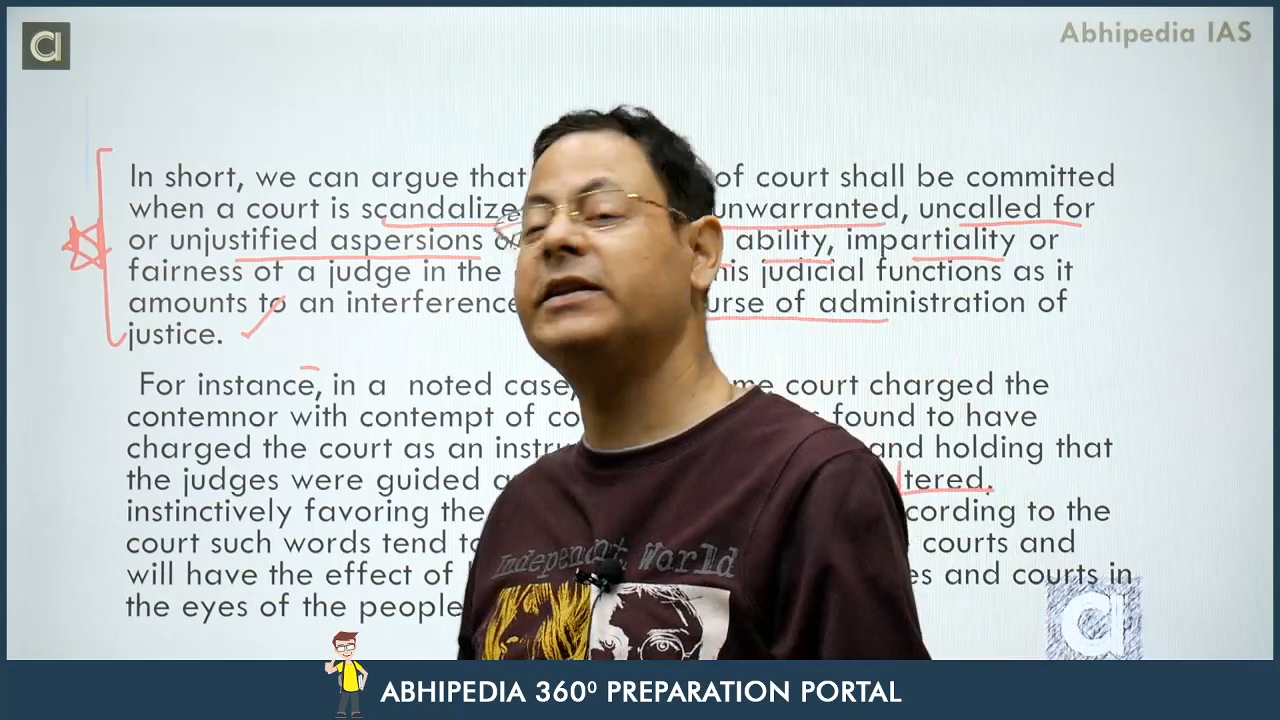 Abhipedia IAS
In short, we can argue that of court shall be committed
when a court is scandalize unwarranted, uncalled for
or unjustified aspersions ability, impartiality or
fairness of a judge in the his judicial functions as it
amounts to an interference urse of administration of
justice.
For instance, in a noted case, me court charged the
contemnor with contempt of co s found to have
charged the court as an instru and holding that
the judges were guided a tered.
instinctively favoring the cording to the
court such words tend to courts and
will have the effect of es and courts in
the eyes of the people
Independent World
ABHIPEDIA 360⁰ PREPARATION PORTAL